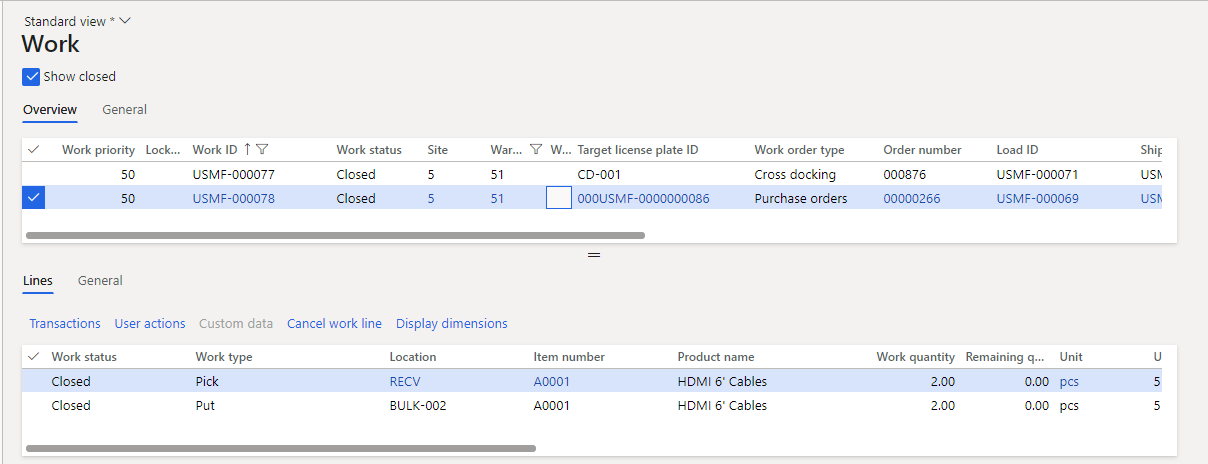 Standard view *
Work
Show closed
Overview General
Work priority Lock... Work ID Work status Site War... W... Target license plate ID Work order type Order number Load ID Ship
50 USMF-000077 Closed 5 51 CD-001 Cross docking 000876 USMF-000071 USM
50 USMF-000078 Closed 5 51 000USMF-0000000086 Purchase orders 00000266 USMF-000069 USM
Lines General
Transactions User actions Custom data Cancel work line Display dimensions
Work status Work type Location Item number Product name Work quantity Remaining q... Unit U
Closed Pick RECV A0001 HDMI 6' Cables 2.00 0.00 pcs 5
Closed Put BULK-002 A0001 HDMI 6' Cables 2.00 0.00 pcs 5